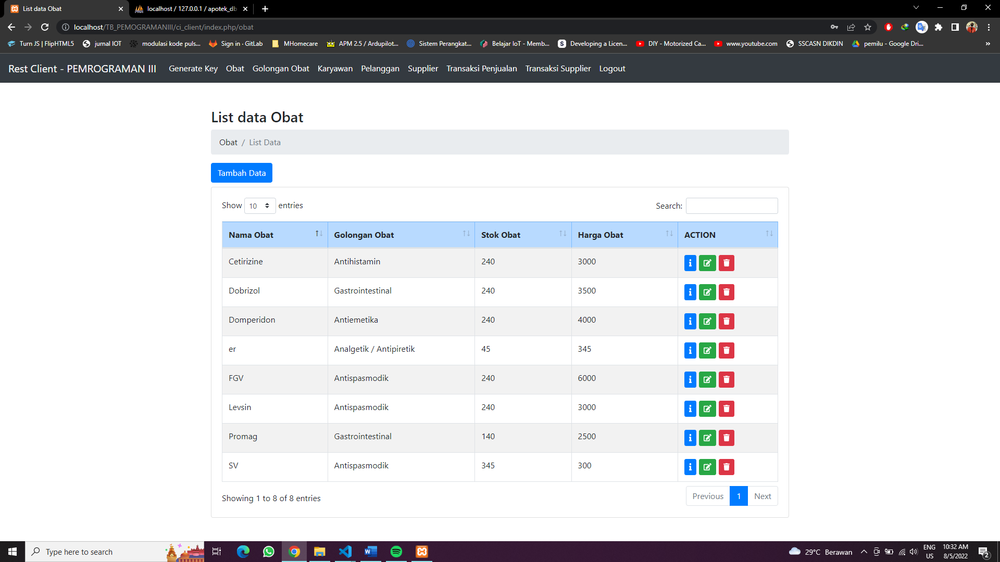 List data Obat
localhost / 127.0.0.1 / apotek_db
localhost/TB_PEMOGRAMANIII/ci_client/index.php/obat
Turn JS | FlipHTML5 jurnal IOT modulasi kode puls... Sign in · GitLab MHomecare APM 2.5 / Ardupilot... Sistem Perangkat... Belajar IoT - Memb... S Developing a Licen... DIY - Motorized Ca... www.youtube.com SSCASN DIKDIN pemilu - Google Dri... »
Rest Client - PEMROGRAMAN III Generate Key Obat Golongan Obat Karyawan Pelanggan Supplier Transaksi Penjualan Transaksi Supplier Logout
List data Obat
Obat / List Data
Tambah Data
Show 10 entries Search:
Nama Obat Golongan Obat Stok Obat Harga Obat ACTION
Cetirizine Antihistamin 240 3000
Dobrizol Gastrointestinal 240 3500
Domperidon Antiemetika 240 4000
er Analgetik / Antipiretik 45 345
FGV Antispasmodik 240 6000
Levsin Antispasmodik 240 3000
Promag Gastrointestinal 140 2500
SV Antispasmodik 345 300
Showing 1 to 8 of 8 entries Previous 1 Next
Type here to search
29°C Berawan
ENG
US
10:32 AM
8/5/2022
2